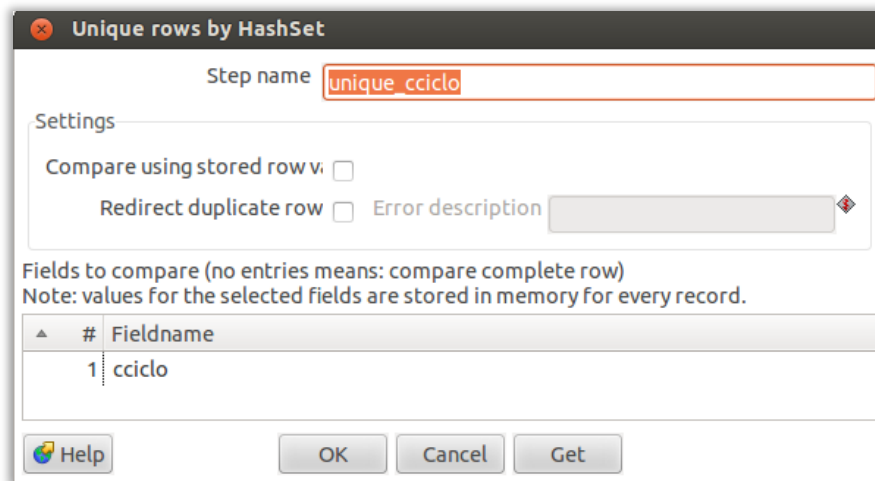 Unique rows by HashSet
Step name unique_cciclo
Settings
Compare using stored row va
Redirect duplicate row Error description
Fields to compare (no entries means: compare complete row)
Note: values for the selected fields are stored in memory for every record.
# Fieldname
1 cciclo
Help OK Cancel Get